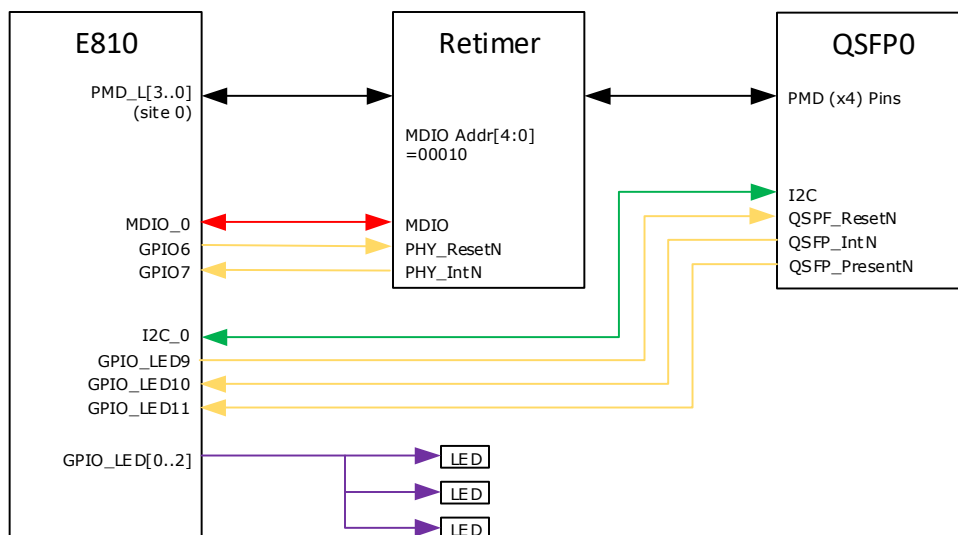 E810
PMD_L[3..0]
(site 0)
MDIO_0
GPIO6
GPIO7
I2C_0
GPIO_LED9
GPIO_LED10
GPIO_LED11
GPIO_LED[0..2]
Retimer
MDIO Addr[4:0]
=00010
MDIO
PHY_ResetN
PHY_IntN
QSFP0
PMD (x4) Pins
I2C
QSPF_ResetN
QSFP_IntN
QSFP_PresentN
LED
LED
LED